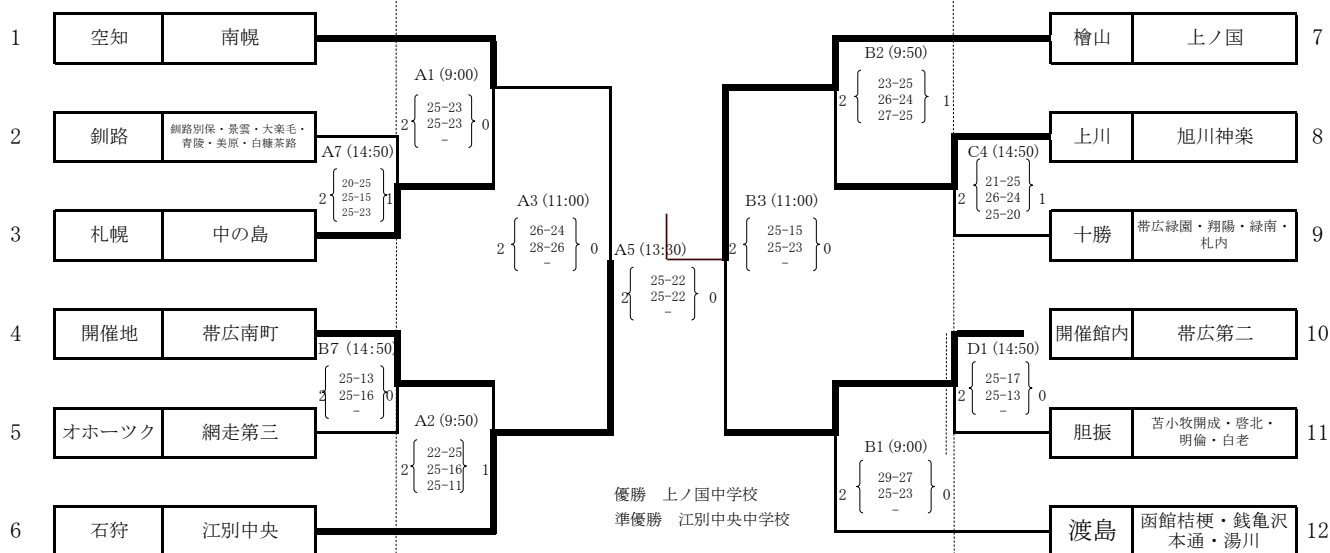 1 空知 南幌
2 釧路 釧路別保・景雲・大楽毛・
青陵・美原・白糠茶路
3 札幌 中の島
4 開催地 帯広南町
5 オホーツク 網走第三
6 石狩 江別中央
A7 (14:50)
2 20-25 1
25-15
25-23
B7 (14:50)
2 25-13 0
25-16
-
A1 (9:00)
25-23
2 25-23 0
-
A2 (9:50)
22-25
2 25-16 1
25-11
A3 (11:00)
26-24
2 28-26 0
-
A5 (13:30)
25-22
2 25-22 0
-
B3 (11:00)
2 25-15 0
25-23
-
B2 (9:50)
23-25
2 26-24 1
27-25
B1 (9:00)
29-27
2 25-23 0
-
C4 (14:50)
21-25
2 26-24 1
25-20
D1 (14:50)
25-17
2 25-13 0
-
檜山 上ノ国 7
上川 旭川神楽 8
十勝 帯広緑園・翔陽・緑南・
札内 9
開催館内 帯広第二 10
胆振 苫小牧開成・啓北・
明倫・白老 11
渡島 函館桔梗・銭亀沢
本通・湯川 12
優勝 上ノ国中学校
準優勝 江別中央中学校